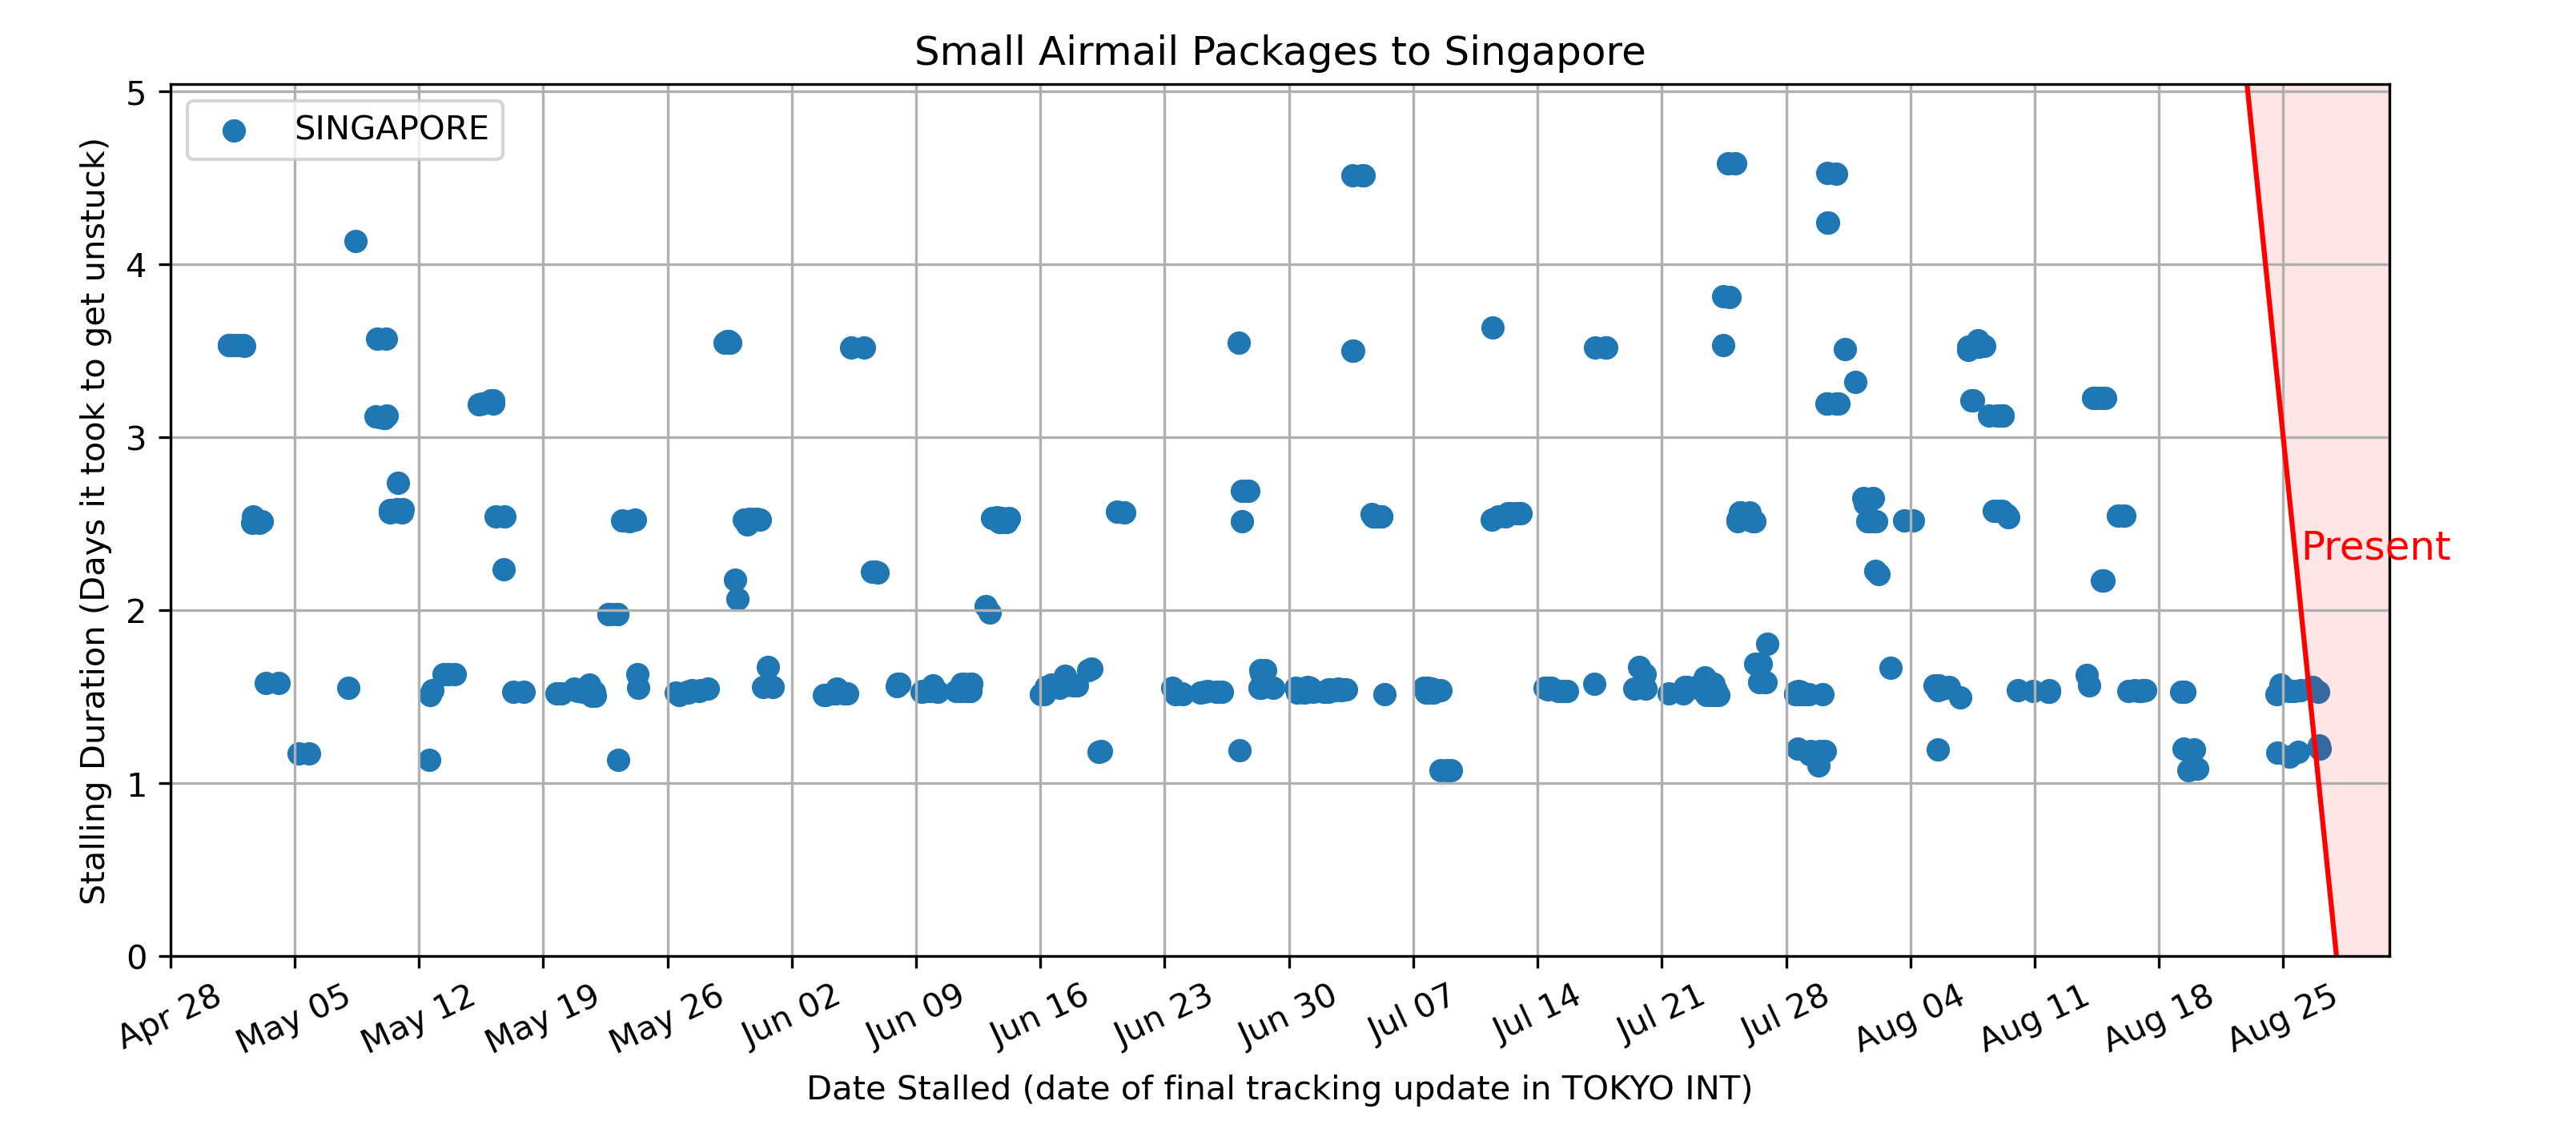 Small Airmail Packages to Singapore
SINGAPORE
5
4
3
2
1
0
Stalling Duration (Days it took to get unstuck)
Present
Apr 28
May 05
May 12
May 19
May 26
Jun 02
Jun 09
Jun 16
Jun 23
Jun 30
Jul 07
Jul 14
Jul 21
Jul 28
Aug 04
Aug 11
Aug 18
Aug 25
Date Stalled (date of final tracking update in TOKYO INT)